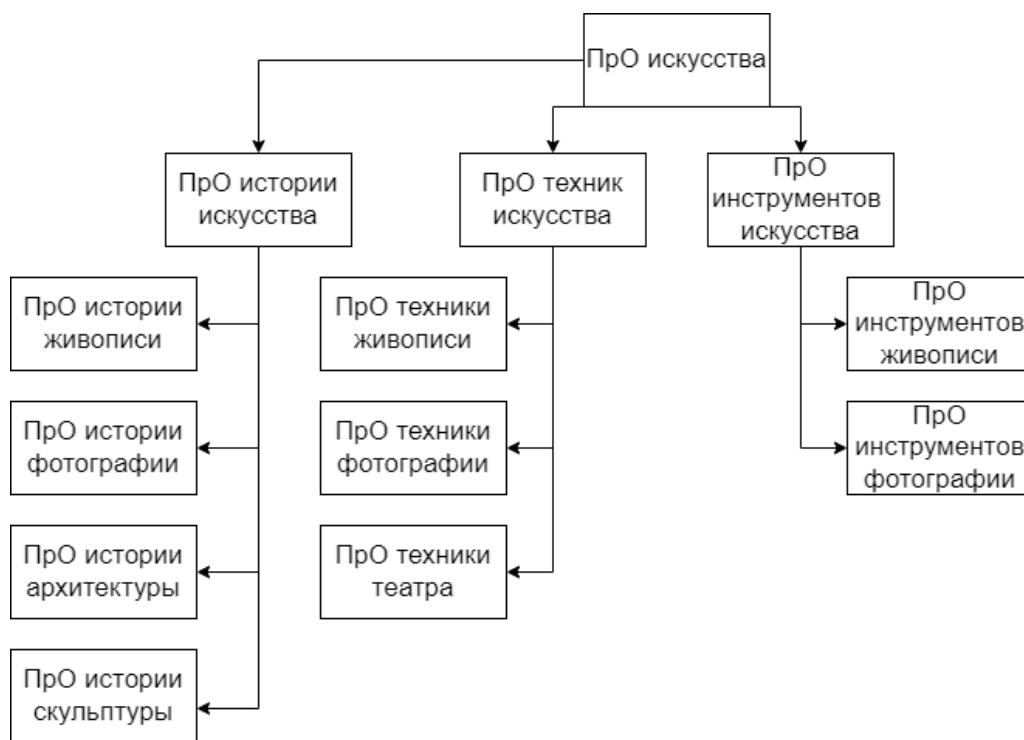 ПрО искусства
ПрО истории
искусства
ПрО техник
искусства
ПрО
инструментов
искусства
ПрО истории
живописи
ПрО техники
живописи
ПрО
инструментов
живописи
ПрО истории
фотографии
ПрО техники
фотографии
ПрО
инструментов
фотографии
ПрО истории
архитектуры
ПрО техники
театра
ПрО истории
скульптуры